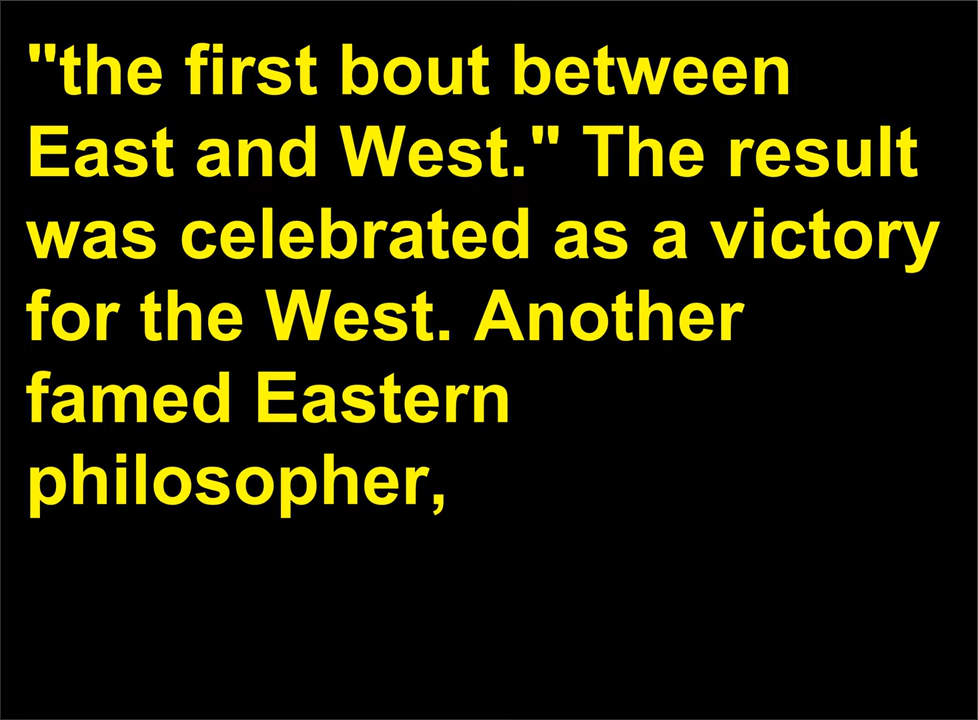 "the first bout between
East and West." The result
was celebrated as a victory
for the West. Another
famed Eastern
philosopher,